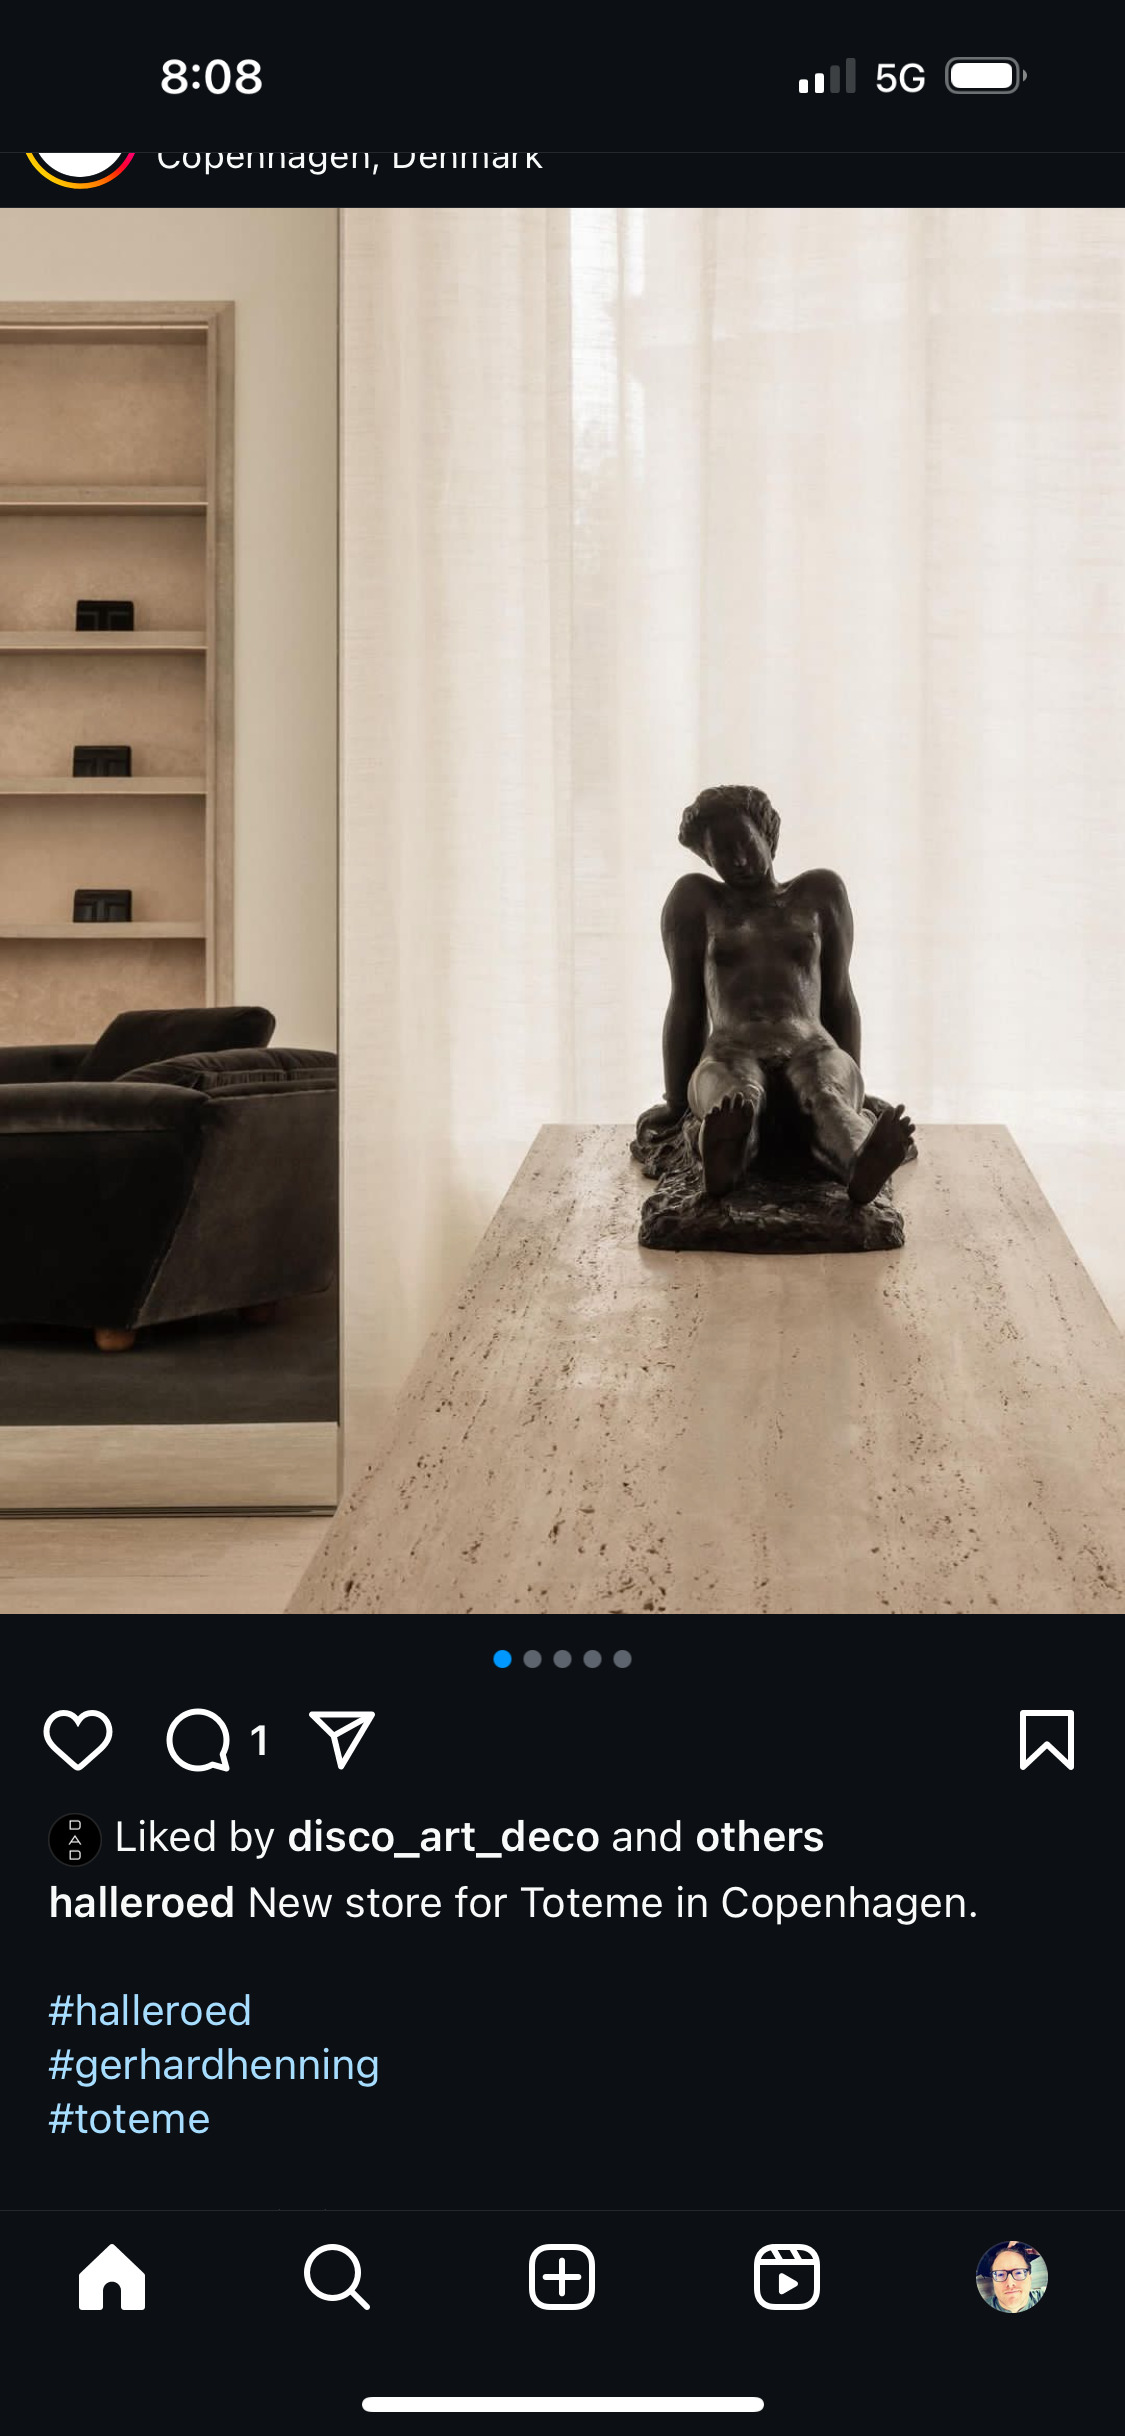 8:08
5G
Copenhagen, Denmark
1
D
A
D
Liked by disco_art_deco and others
halleroed New store for Toteme in Copenhagen.
#halleroed
#gerhardhenning
#toteme